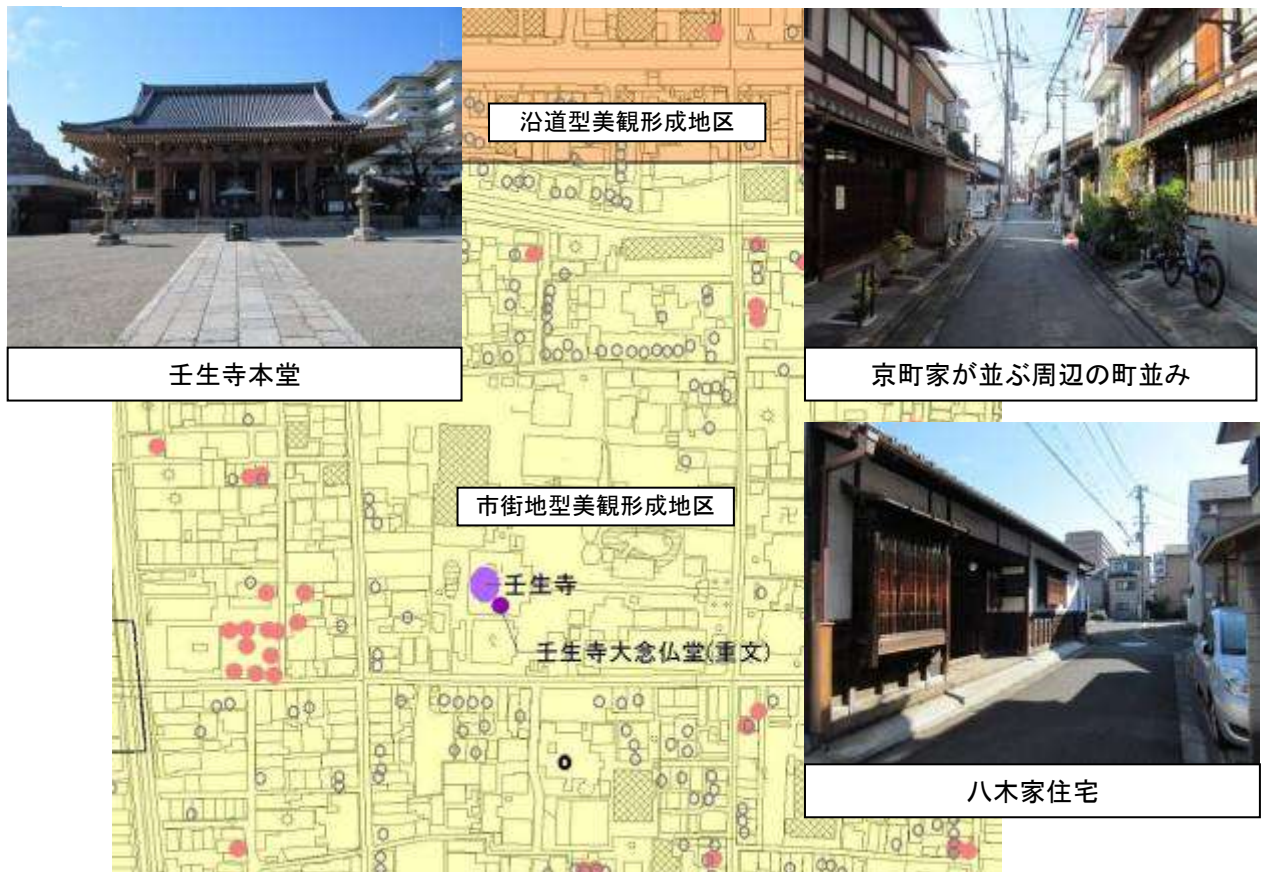 沿道型美観形成地区
壬生寺本堂
京町家が並ぶ周辺の町並み
市街地型美観形成地区
壬生寺
壬生寺大念仏堂(重文)
八木家住宅